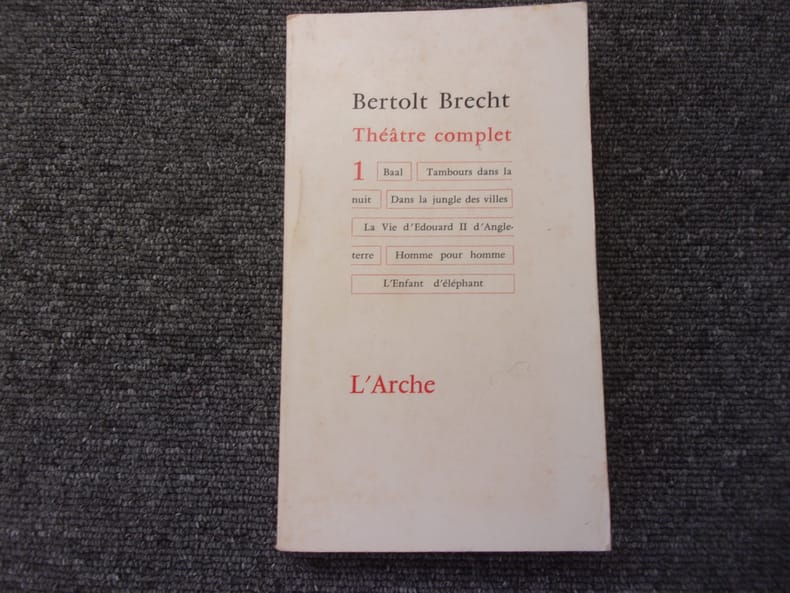 Bertolt Brecht
Théâtre complet
1 Baal Tambours dans la
nuit Dans la jungle des villes
La Vie d'Edouard II d'Angle-
terre Homme pour homme
L'Enfant d'éléphant
L'Arche